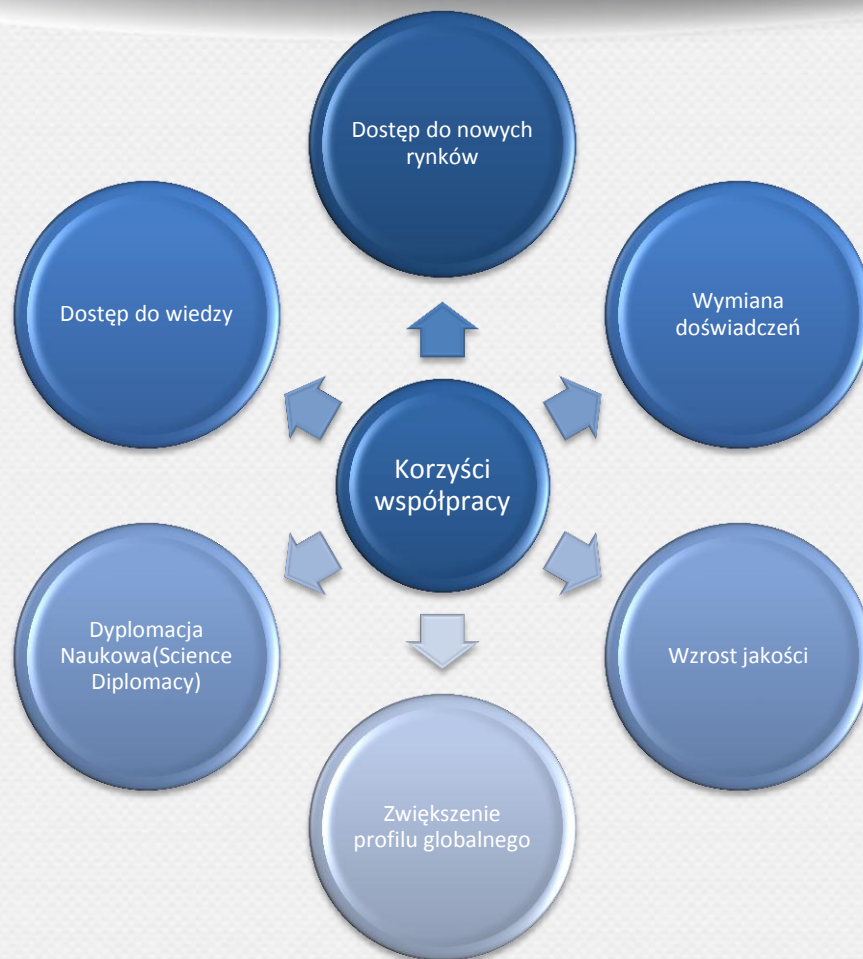 Dostęp do nowych
rynków
Dostęp do wiedzy
Wymiana
doświadczeń
Korzyści
współpracy
Dyplomacja
Naukowa(Science
Diplomacy)
Wzrost jakości
Zwiększenie
profilu globalnego